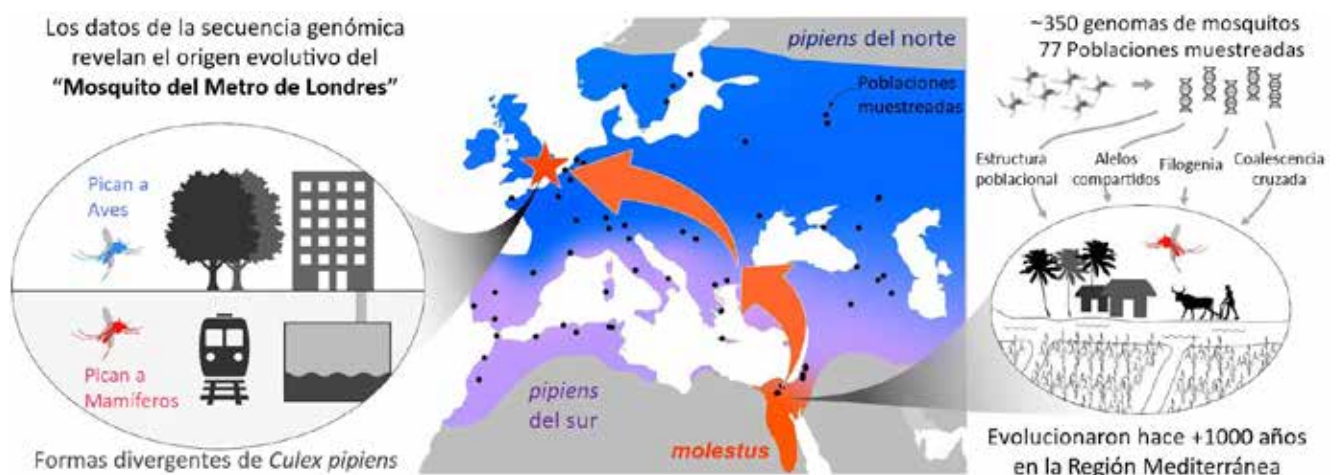 Los datos de la secuencia genómica
revelan el origen evolutivo del
“Mosquito del Metro de Londres”
Pican a
Aves
Pican a
Mamíferos
Formas divergentes de Culex pipiens
pipiens del norte
Poblaciones
muestreadas
pipiens
del sur
molestus
~350 genomas de mosquitos
77 Poblaciones muestreadas
Estructura
poblacional
Alelos
compartidos
Filogenia
Coalescencia
cruzada
Evolucionaron hace +1000 años
en la Región Mediterránea